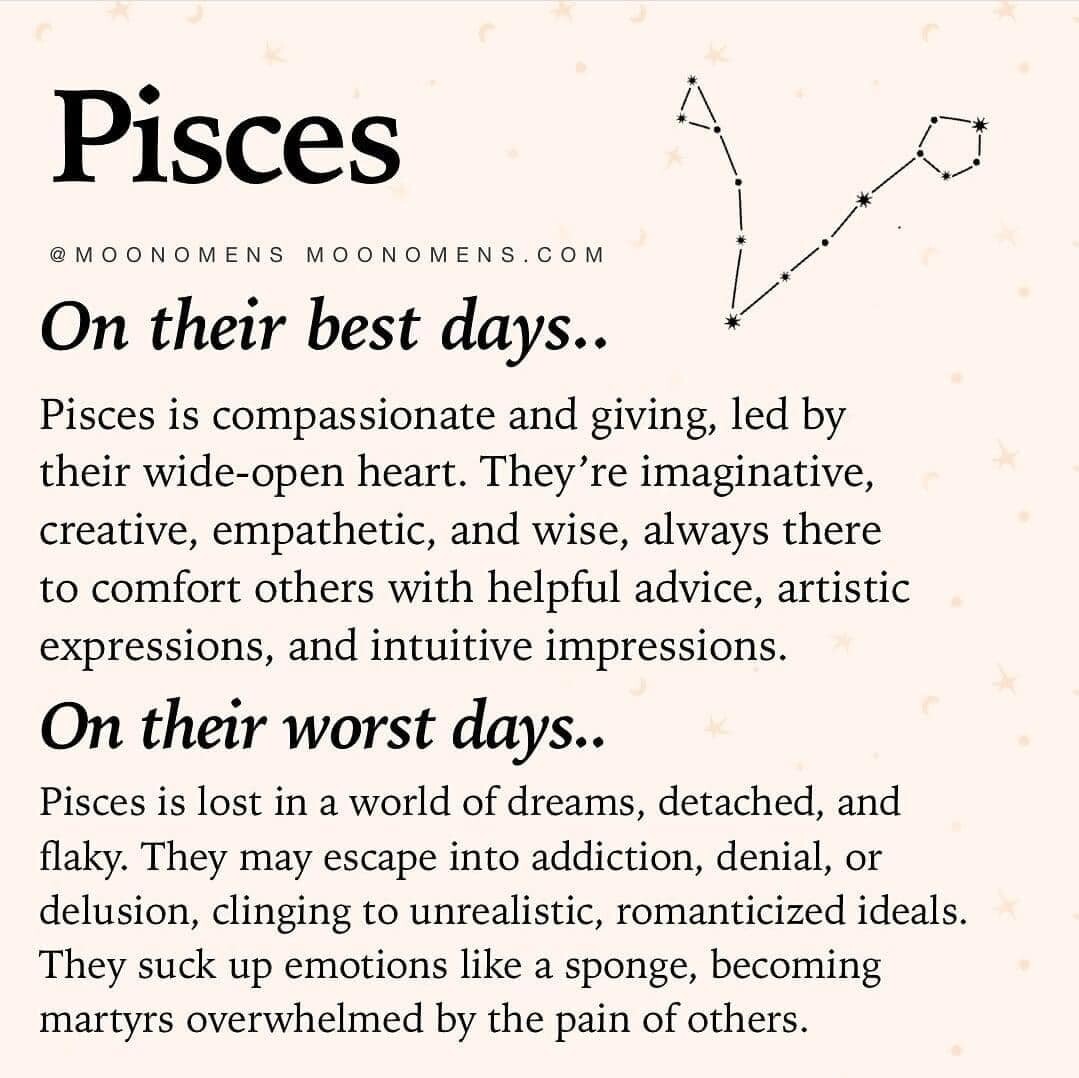 Pisces
@MOONOMENS MOONOMENS.COM
On their best days..
Pisces is compassionate and giving, led by
their wide-open heart. They’re imaginative,
creative, empathetic, and wise, always there
to comfort others with helpful advice, artistic
expressions, and intuitive impressions.
On their worst days..
Pisces is lost in a world of dreams, detached, and
flaky. They may escape into addiction, denial, or
delusion, clinging to unrealistic, romanticized ideals.
They suck up emotions like a sponge, becoming
martyrs overwhelmed by the pain of others.